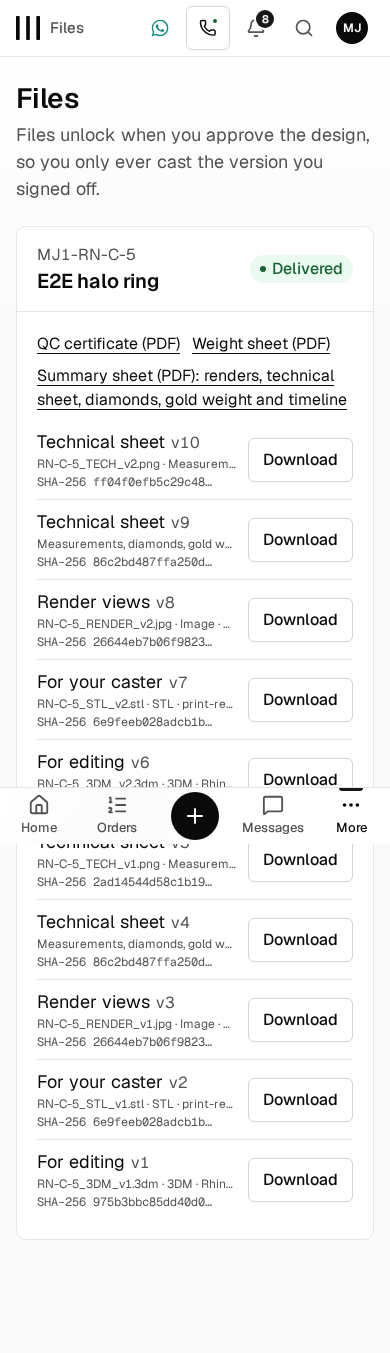 Files
8
MJ
Files
Files unlock when you approve the design,
so you only ever cast the version you
signed off.
MJ1-RN-C-5
E2E halo ring
Delivered
QC certificate (PDF) Weight sheet (PDF)
Summary sheet (PDF): renders, technical
sheet, diamonds, gold weight and timeline
Technical sheet v10
RN-C-5_TECH_v2.png · Measurem…
SHA-256 ff04f0efb5c29c48…
Download
Technical sheet v9
Measurements, diamonds, gold w…
SHA-256 86c2bd487ffa250d…
Download
Render views v8
RN-C-5_RENDER_v2.jpg · Image · …
SHA-256 26644eb7b06f9823…
Download
For your caster v7
RN-C-5_STL_v2.stl · STL · print-re…
SHA-256 6e9feeb028adcb1b…
Download
For editing v6
RN-C-5_3DM_v2.3dm · 3DM · Rhin…
Download
Home
Orders
Messages
More
RN-C-5_TECH_v1.png · Measurem…
SHA-256 2ad14544d58c1b19…
Download
Technical sheet v4
Measurements, diamonds, gold w…
SHA-256 86c2bd487ffa250d…
Download
Render views v3
RN-C-5_RENDER_v1.jpg · Image · …
SHA-256 26644eb7b06f9823…
Download
For your caster v2
RN-C-5_STL_v1.stl · STL · print-re…
SHA-256 6e9feeb028adcb1b…
Download
For editing v1
RN-C-5_3DM_v1.3dm · 3DM · Rhin…
SHA-256 975b3bbc85dd40d0…
Download